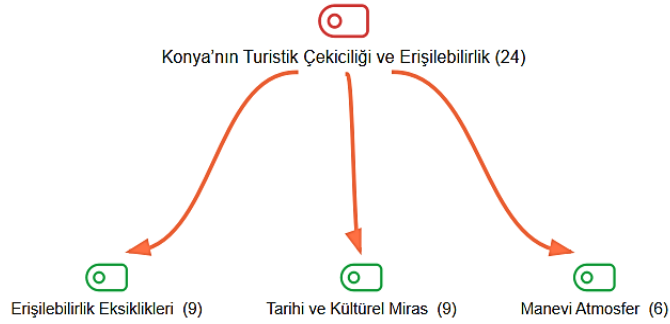 Konya’nın Turistik Çekiciliği ve Erişilebilirlik (24)
Erişilebilirlik Eksiklikleri (9)
Tarihi ve Kültürel Miras (9)
Manevi Atmosfer (6)